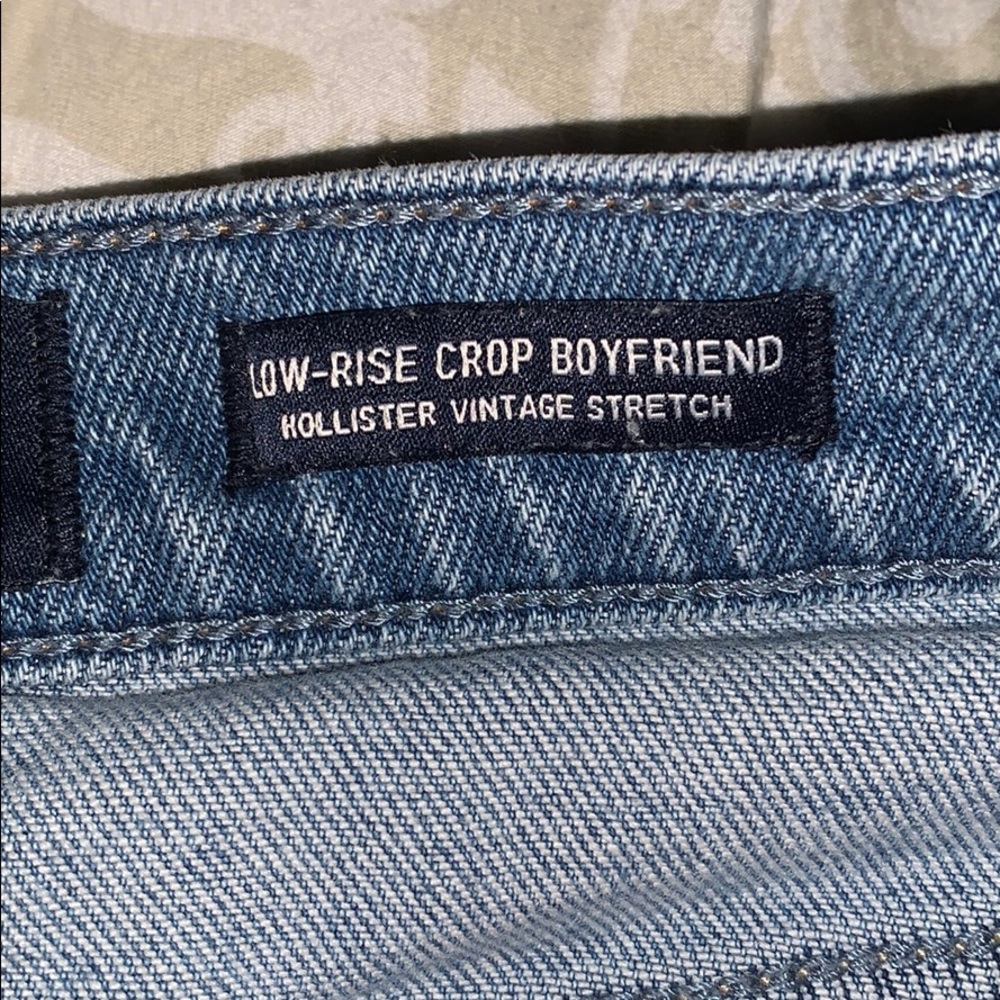 LOW-RISE CROP BOYFRIEND
HOLLISTER VINTAGE STRETCH